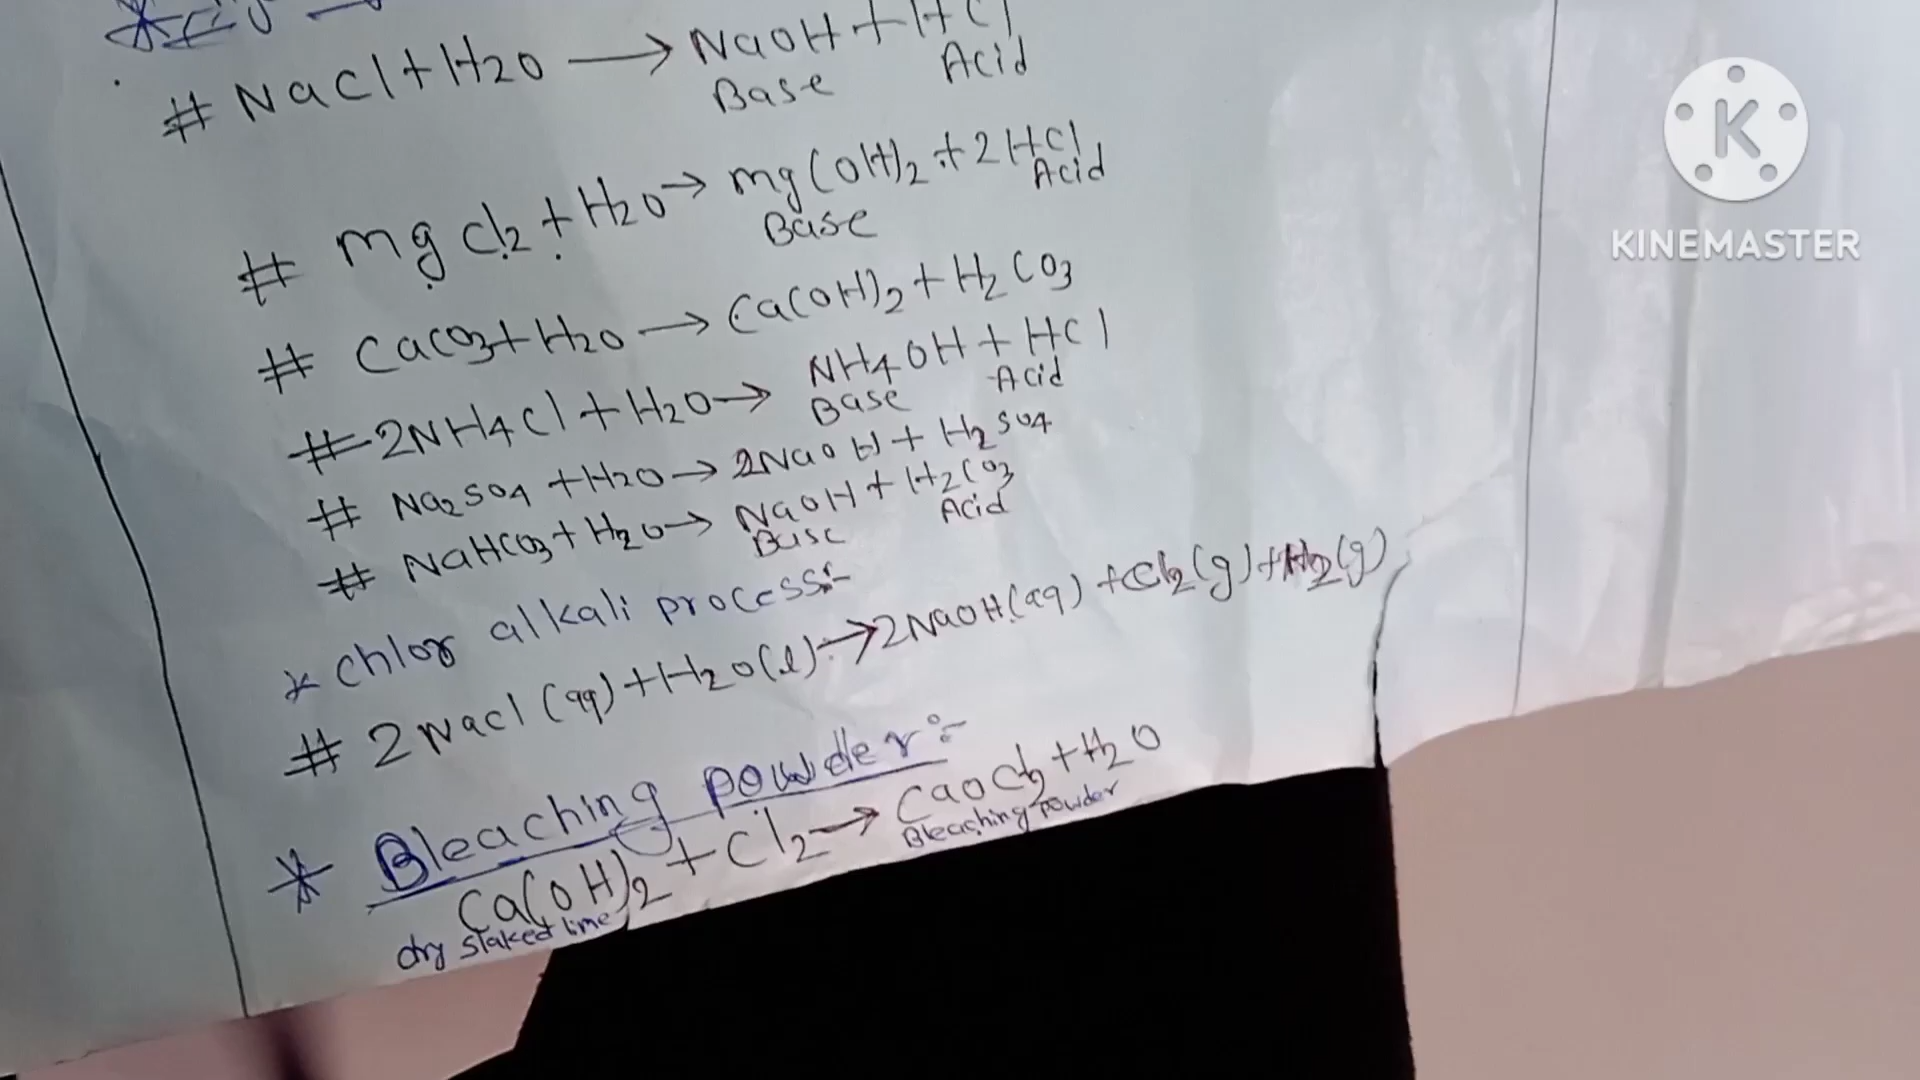 # NaCl + H2O → NaOH + HCl
Base Acid
# mgCl2 + H2O → mg(OH)2 + 2HCl
Base Acid
# CaCO3 + H2O → Ca(OH)2 + H2CO3
# 2NH4Cl + H2O → NH4OH + HCl
Base Acid
# Na2SO4 + H2O → 2NaOH + H2SO4
# NaHCO3 + H2O → NaOH + H2CO3
Base Acid
* chlor alkali process:-
# 2Nacl (aq) + H2O(l) → 2NaOH(aq) + Cl2(g) + H2(g)
* Bleaching powder:-
Ca(OH)2 + Cl2 → CaOCl2 + H2O
dry slaked lime Bleaching powder
K
KINEMASTER